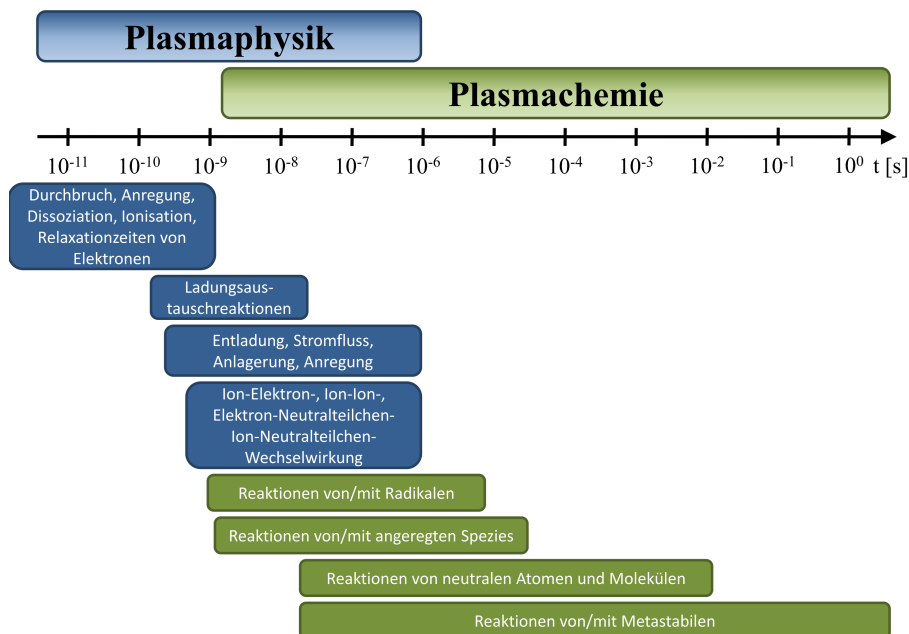 Plasmaphysik
Plasmachemie
10⁻¹¹ 10⁻¹⁰ 10⁻⁹ 10⁻⁸ 10⁻⁷ 10⁻⁶ 10⁻⁵ 10⁻⁴ 10⁻³ 10⁻² 10⁻¹ 10⁰ t [s]
Durchbruch, Anregung,
Dissoziation, Ionisation,
Relaxationzeiten von
Elektronen
Ladungsaus-
tauschreaktionen
Entladung, Stromfluss,
Anlagerung, Anregung
Ion-Elektron-, Ion-Ion-,
Elektron-Neutralteilchen-
Ion-Neutralteilchen-
Wechselwirkung
Reaktionen von/mit Radikalen
Reaktionen von/mit angeregten Spezies
Reaktionen von neutralen Atomen und Molekülen
Reaktionen von/mit Metastabilen